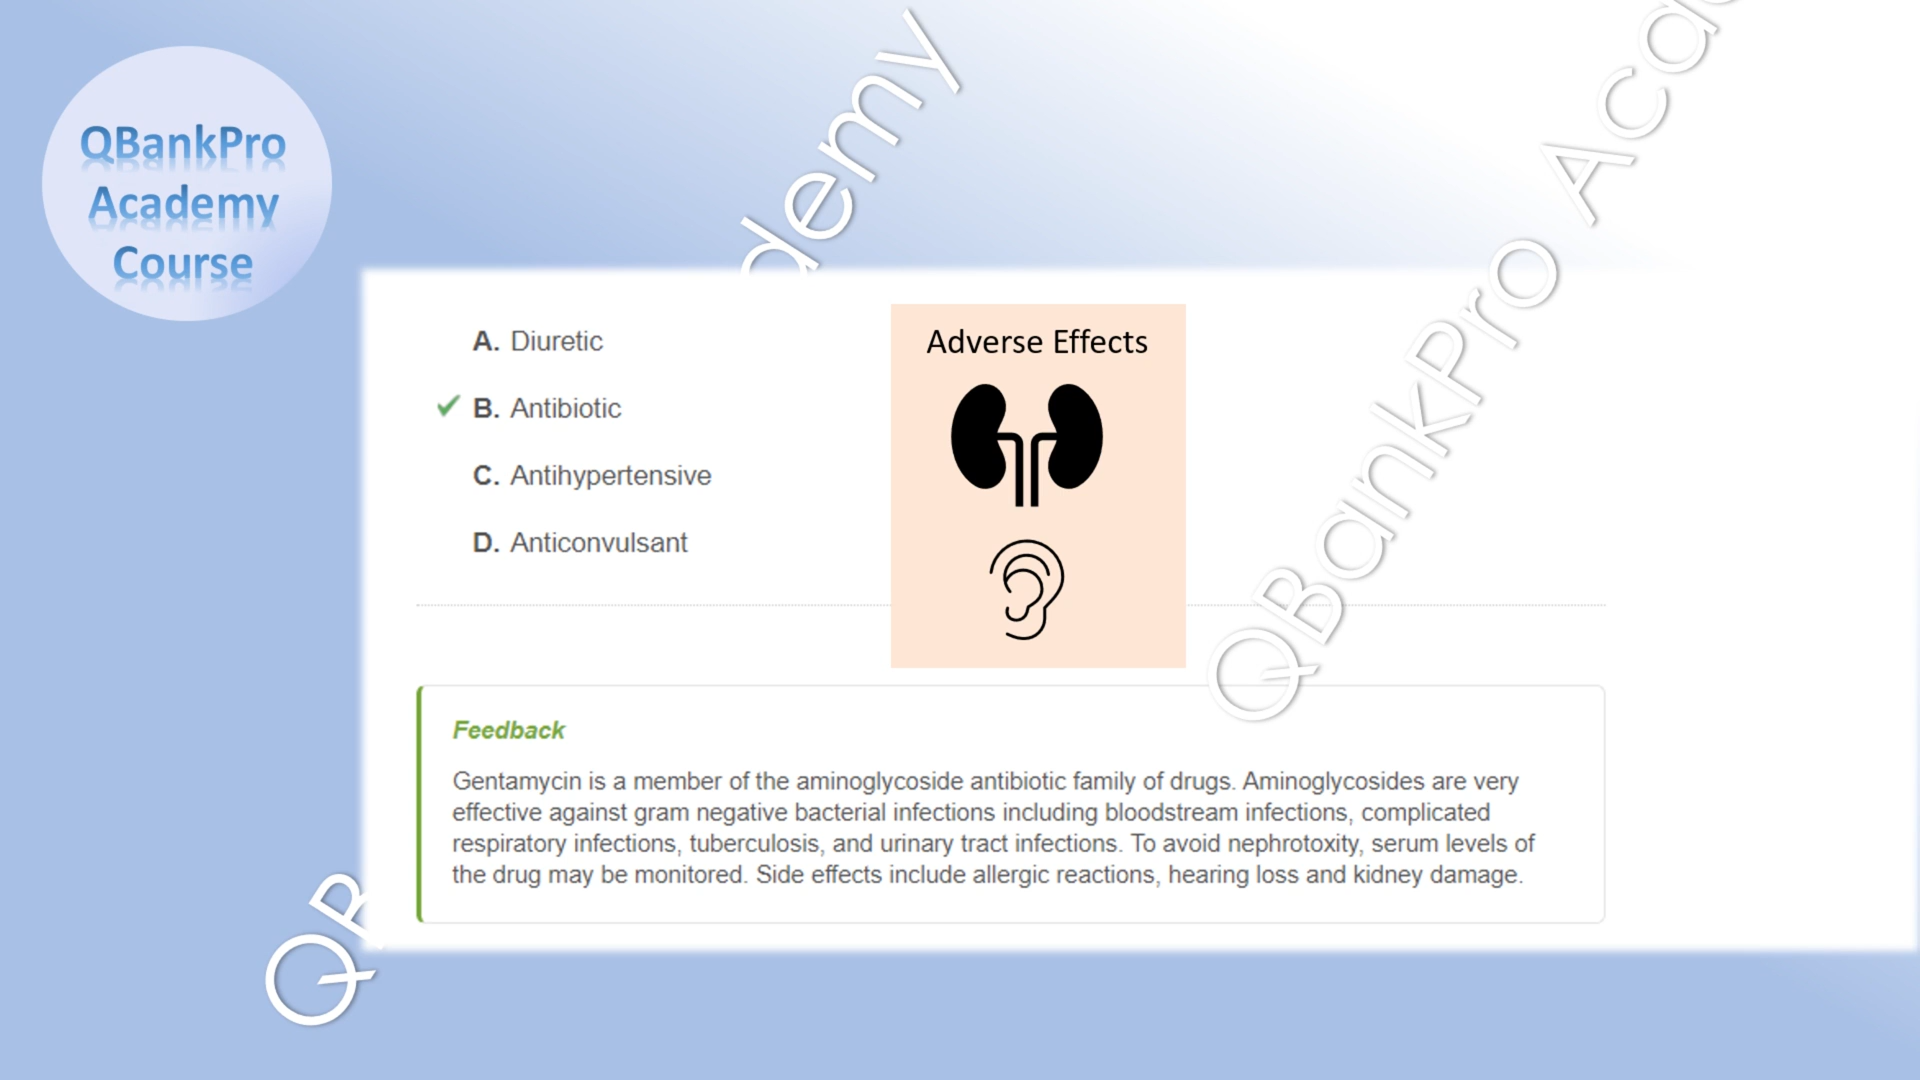 QBankPro
Academy
Course
demy
QBankPro Acad
A. Diuretic
B. Antibiotic
C. Antihypertensive
D. Anticonvulsant
Adverse Effects
Feedback
Gentamycin is a member of the aminoglycoside antibiotic family of drugs. Aminoglycosides are very
effective against gram negative bacterial infections including bloodstream infections, complicated
respiratory infections, tuberculosis, and urinary tract infections. To avoid nephrotoxity, serum levels of
the drug may be monitored. Side effects include allergic reactions, hearing loss and kidney damage.
QB